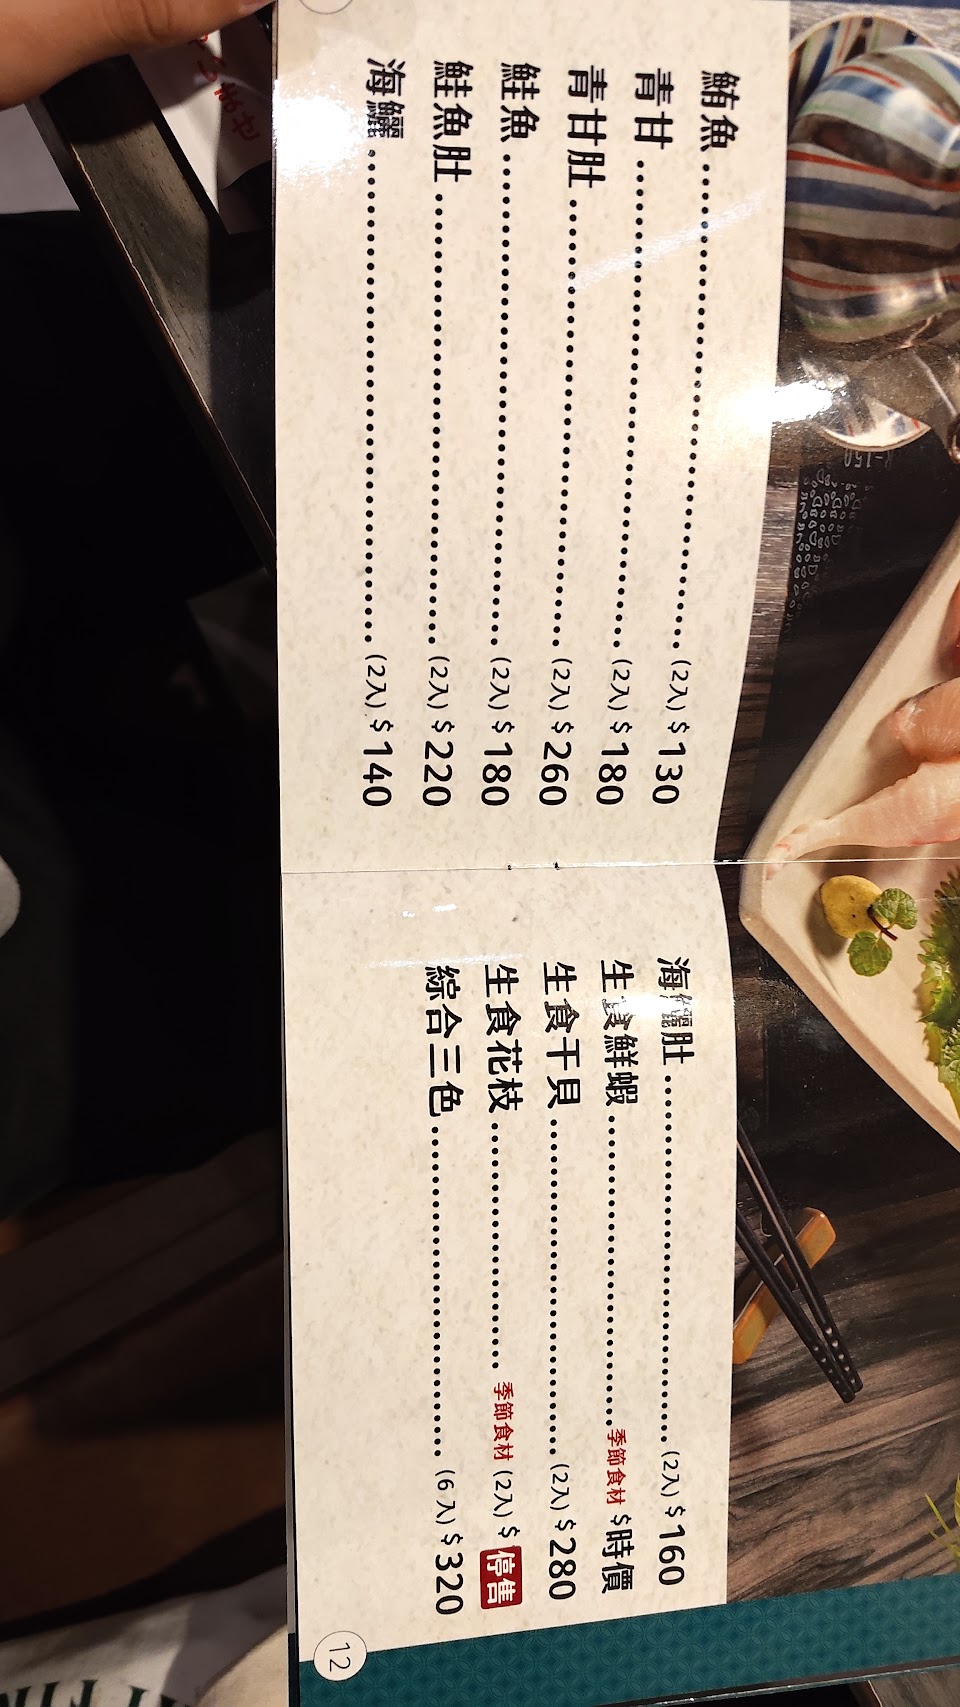 鮪魚 (2入) $130
青甘 (2入) $180
青甘肚 (2入) $260
鮭魚 (2入) $180
鮭魚肚 (2入) $220
海鱺 (2入) $140
海鱺肚 (2入) $160
生食鮮蝦 季節食材 $時價
生食干貝 (2入) $280
生食花枝 季節食材 (2入) $停售
綜合三色 (6入) $320
12